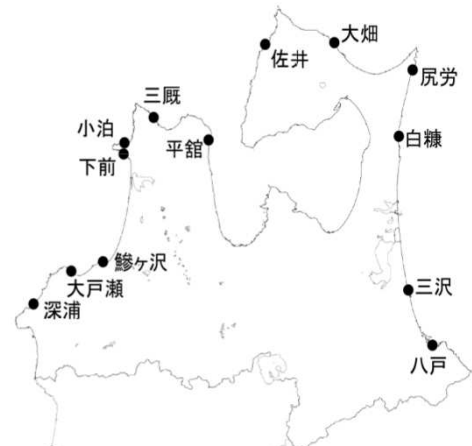 大畑
佐井
尻労
三厩
小泊
平舘
白糠
下前
鰺ヶ沢
大戸瀬
三沢
深浦
八戸